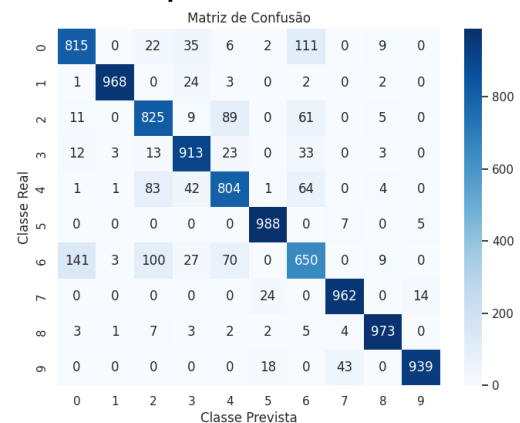 Matriz de Confusão
0 815 0 22 35 6 2 111 0 9 0
1 1 968 0 24 3 0 2 0 2 0
2 11 0 825 9 89 0 61 0 5 0
3 12 3 13 913 23 0 33 0 3 0
4 1 1 83 42 804 1 64 0 4 0
5 0 0 0 0 0 988 0 7 0 5
6 141 3 100 27 70 0 650 0 9 0
7 0 0 0 0 0 24 0 962 0 14
8 3 1 7 3 2 2 5 4 973 0
9 0 0 0 0 0 18 0 43 0 939
0 1 2 3 4 5 6 7 8 9
Classe Prevista
Classe Real
800
600
400
200
0